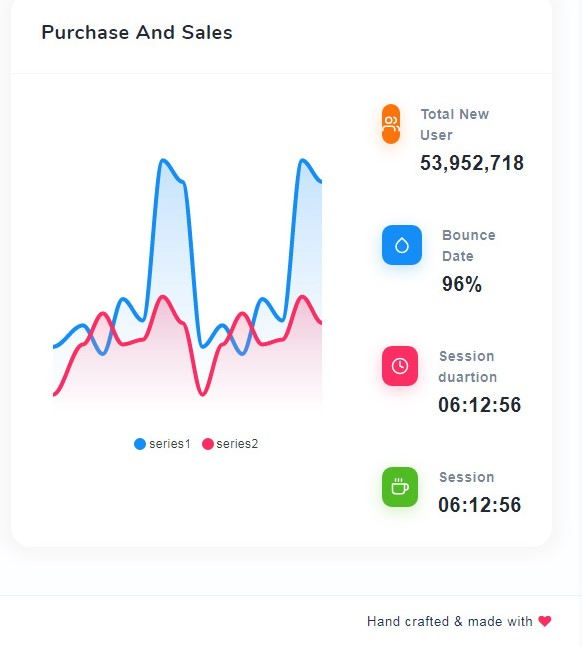 Purchase And Sales
Total New
User
53,952,718
Bounce
Date
96%
Session
duartion
06:12:56
series1 series2
Session
06:12:56
Hand crafted & made with